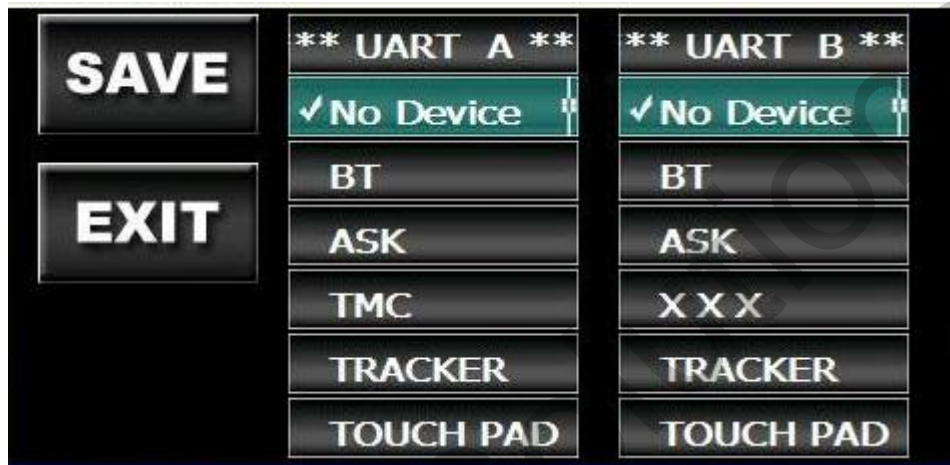 SAVE
EXIT
** UART A **
✓No Device
BT
ASK
TMC
TRACKER
TOUCH PAD
** UART B **
✓No Device
BT
ASK
X X X
TRACKER
TOUCH PAD